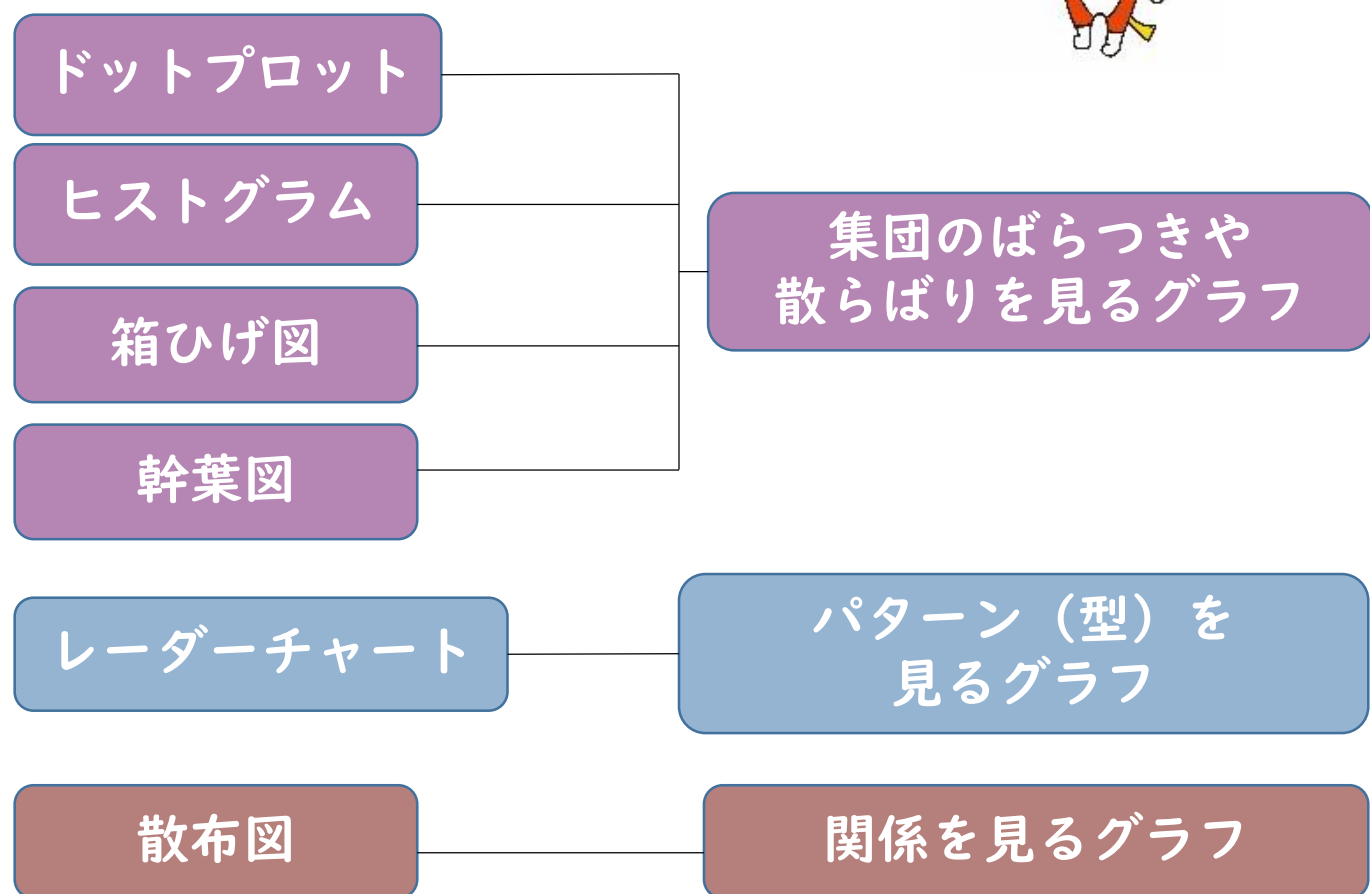 ドットプロット
ヒストグラム
箱ひげ図
幹葉図
集団のばらつきや
散らばりを見るグラフ
レーダーチャート
パターン（型）を
見るグラフ
散布図
関係を見るグラフ